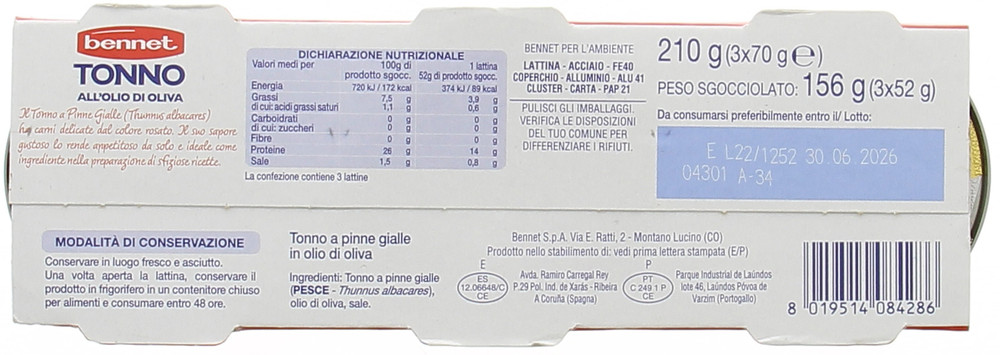 bennet
TONNO
ALL'OLIO DI OLIVA
Il Tonno a Pinne Gialle (Thunnus albacares)
ha carni delicate dal colore rosato. Il suo sapore
gustoso lo rende appetitoso da solo e ideale come
ingrediente nella preparazione di sfiziose ricette.
DICHIARAZIONE NUTRIZIONALE
Valori medi per 100g di 1 lattina
prodotto sgocc. 52g di prodotto sgocc.
Energia 720 kJ / 172 kcal 374 kJ / 89 kcal
Grassi 7,5 g 3,9 g
di cui: acidi grassi saturi 1,1 g 0,6 g
Carboidrati 0 g 0 g
di cui: zuccheri 0 g 0 g
Fibre 0 g 0 g
Proteine 26 g 14 g
Sale 1,5 g 0,8 g
La confezione contiene 3 lattine
BENNET PER L'AMBIENTE
LATTINA - ACCIAIO - FE40
COPERCHIO - ALLUMINIO - ALU 41
CLUSTER - CARTA - PAP 21
PULISCI GLI IMBALLAGGI.
VERIFICA LE DISPOSIZIONI
DEL TUO COMUNE PER
DIFFERENZIARE I RIFIUTI.
210 g (3x70 g ℮)
PESO SGOCCIOLATO: 156 g (3x52 g)
Da consumarsi preferibilmente entro il/ Lotto:
E L22/1252 30.06.2026
04301 A-34
MODALITÀ DI CONSERVAZIONE
Conservare in luogo fresco e asciutto.
Una volta aperta la lattina, conservare il
prodotto in frigorifero in un contenitore chiuso
per alimenti e consumare entro 48 ore.
Tonno a pinne gialle
in olio di oliva
Ingredienti: Tonno a pinne gialle
(PESCE - Thunnus albacares),
olio di oliva, sale.
Bennet S.p.A. Via E. Ratti, 2 - Montano Lucino (CO)
Prodotto nello stabilimento di: vedi prima lettera stampata (E/P)
E
ES
12.06648/C
CE
Avda. Ramiro Carregal Rey
P.29 Pol. Ind. de Xarás - Ribeira
A Coruña (Spagna)
P
PT
C 249 1 P
CE
Parque Industrial de Laúndos
lote 46, Laúndos Póvoa de
Varzim (Portogallo)
8 019514 084286